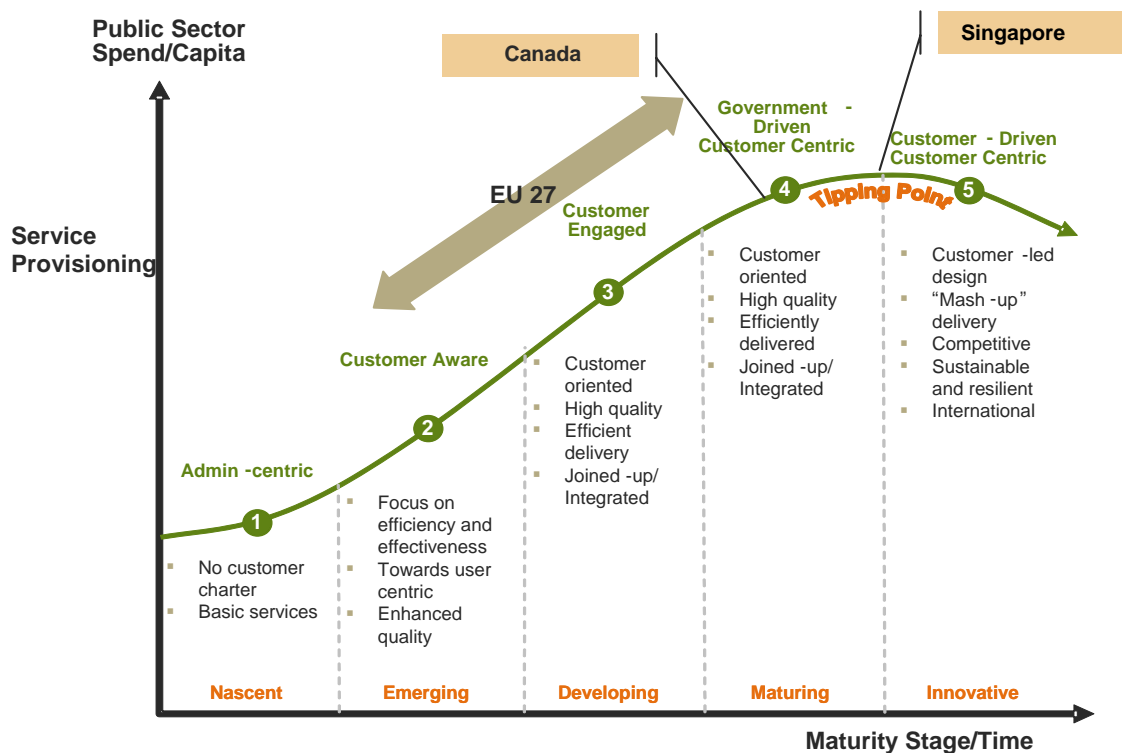 Public Sector
Spend/Capita
Canada
Singapore
Government -
Driven
Customer Centric
Customer - Driven
Customer Centric
EU 27
Customer
Engaged
4
Tipping Point
5
Service
Provisioning
3
Customer -led
design
"Mash -up"
delivery
Competitive
Sustainable
and resilient
International
Customer
oriented
High quality
Efficiently
delivered
Joined -up/
Integrated
Customer Aware
Customer
oriented
High quality
Efficient
delivery
Joined -up/
Integrated
2
Admin -centric
1
Focus on
efficiency and
effectiveness
Towards user
centric
Enhanced
quality
No customer
charter
Basic services
Nascent
Emerging
Developing
Maturing
Innovative
Maturity Stage/Time